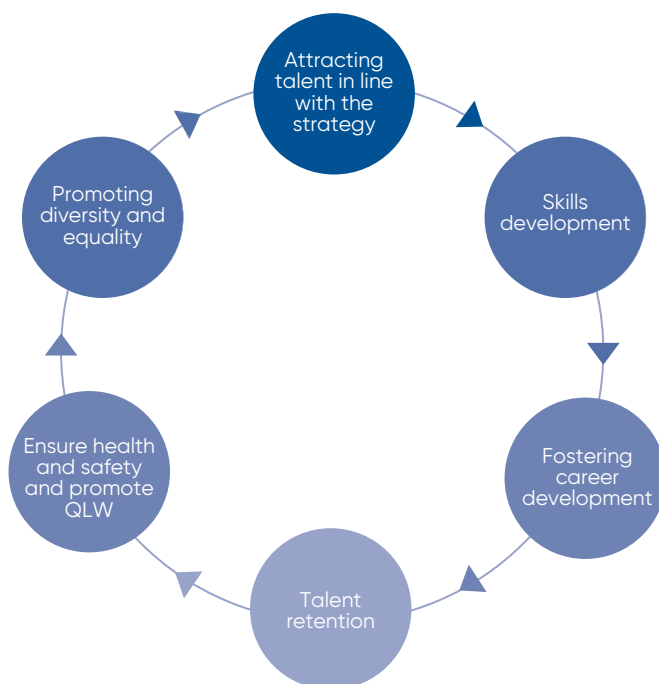 Attracting
talent in line
with the
strategy
Skills
development
Fostering
career
development
Talent
retention
Ensure health
and safety
and promote
QLW
Promoting
diversity and
equality